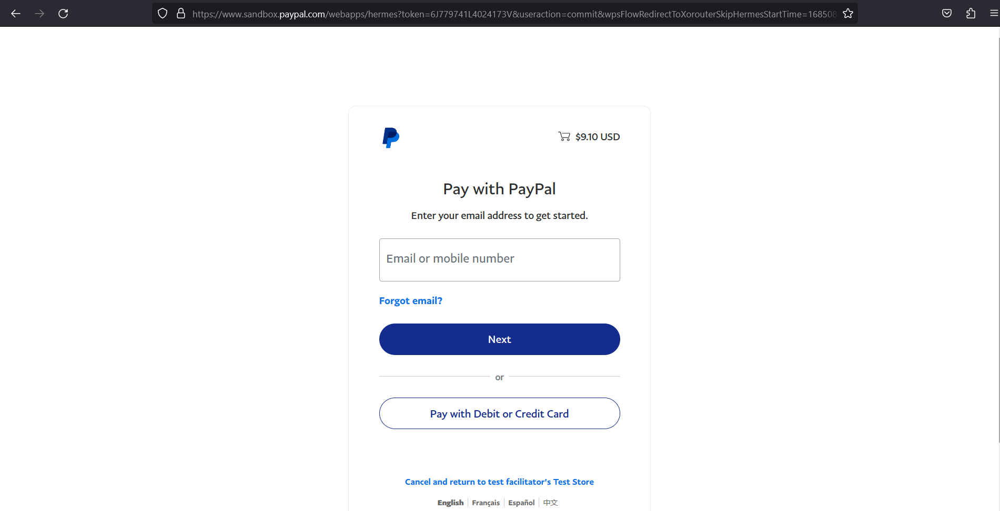 https://www.sandbox.paypal.com/webapps/hermes?token=6J779741L4024173V&useraction=commit&wpsFlowRedirectToXorouterSkipHermesStartTime=168508
$9.10 USD
Pay with PayPal
Enter your email address to get started.
Email or mobile number
Forgot email?
Next
or
Pay with Debit or Credit Card
Cancel and return to test facilitator's Test Store
English Français Español 中文